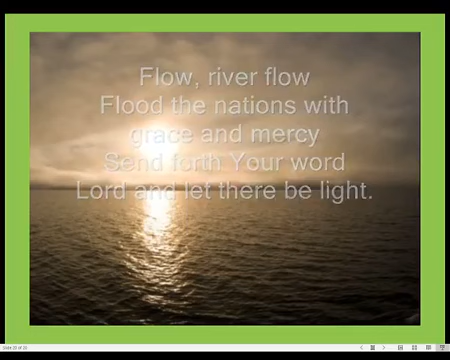 Flow, river flow
Flood the nations with
grace and mercy
Send forth Your word
Lord and let there be light.